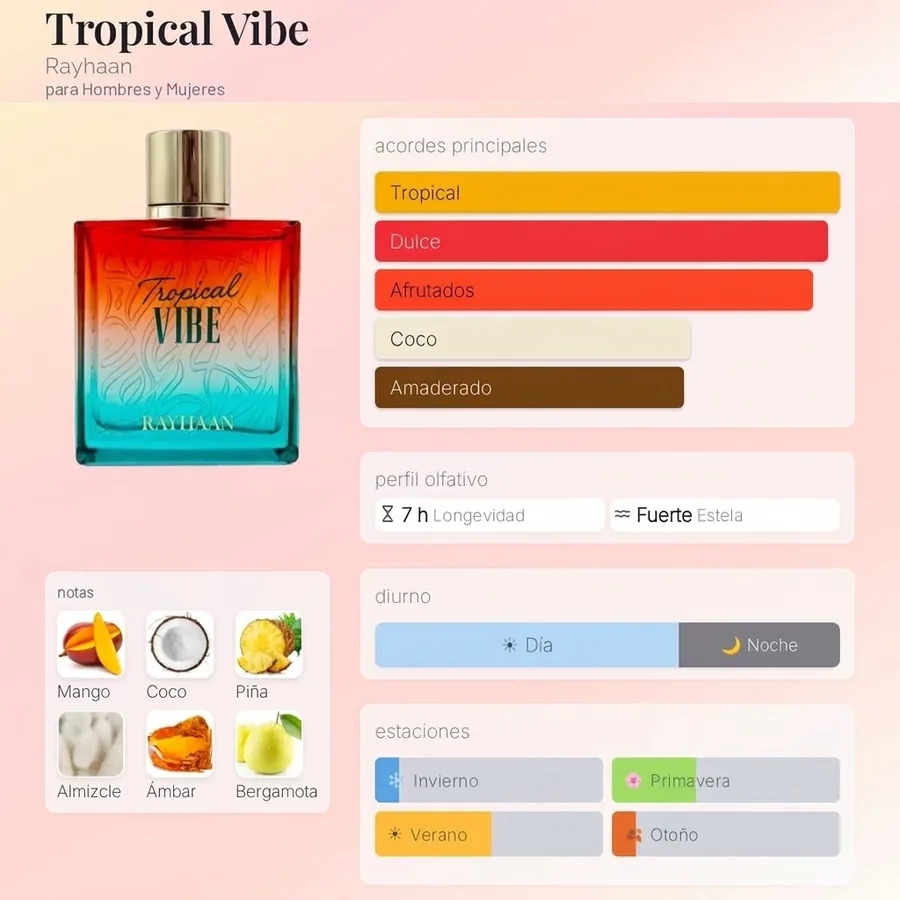 Tropical Vibe
Rayhaan
para Hombres y Mujeres
Tropical
VIBE
RAYHAAN
acordes principales
Tropical
Dulce
Afrutados
Coco
Amaderado
perfil olfativo
7 h Longevidad
Fuerte Estela
diurno
Día
Noche
notas
Mango
Coco
Piña
Almizcle
Ámbar
Bergamota
estaciones
Invierno
Primavera
Verano
Otoño